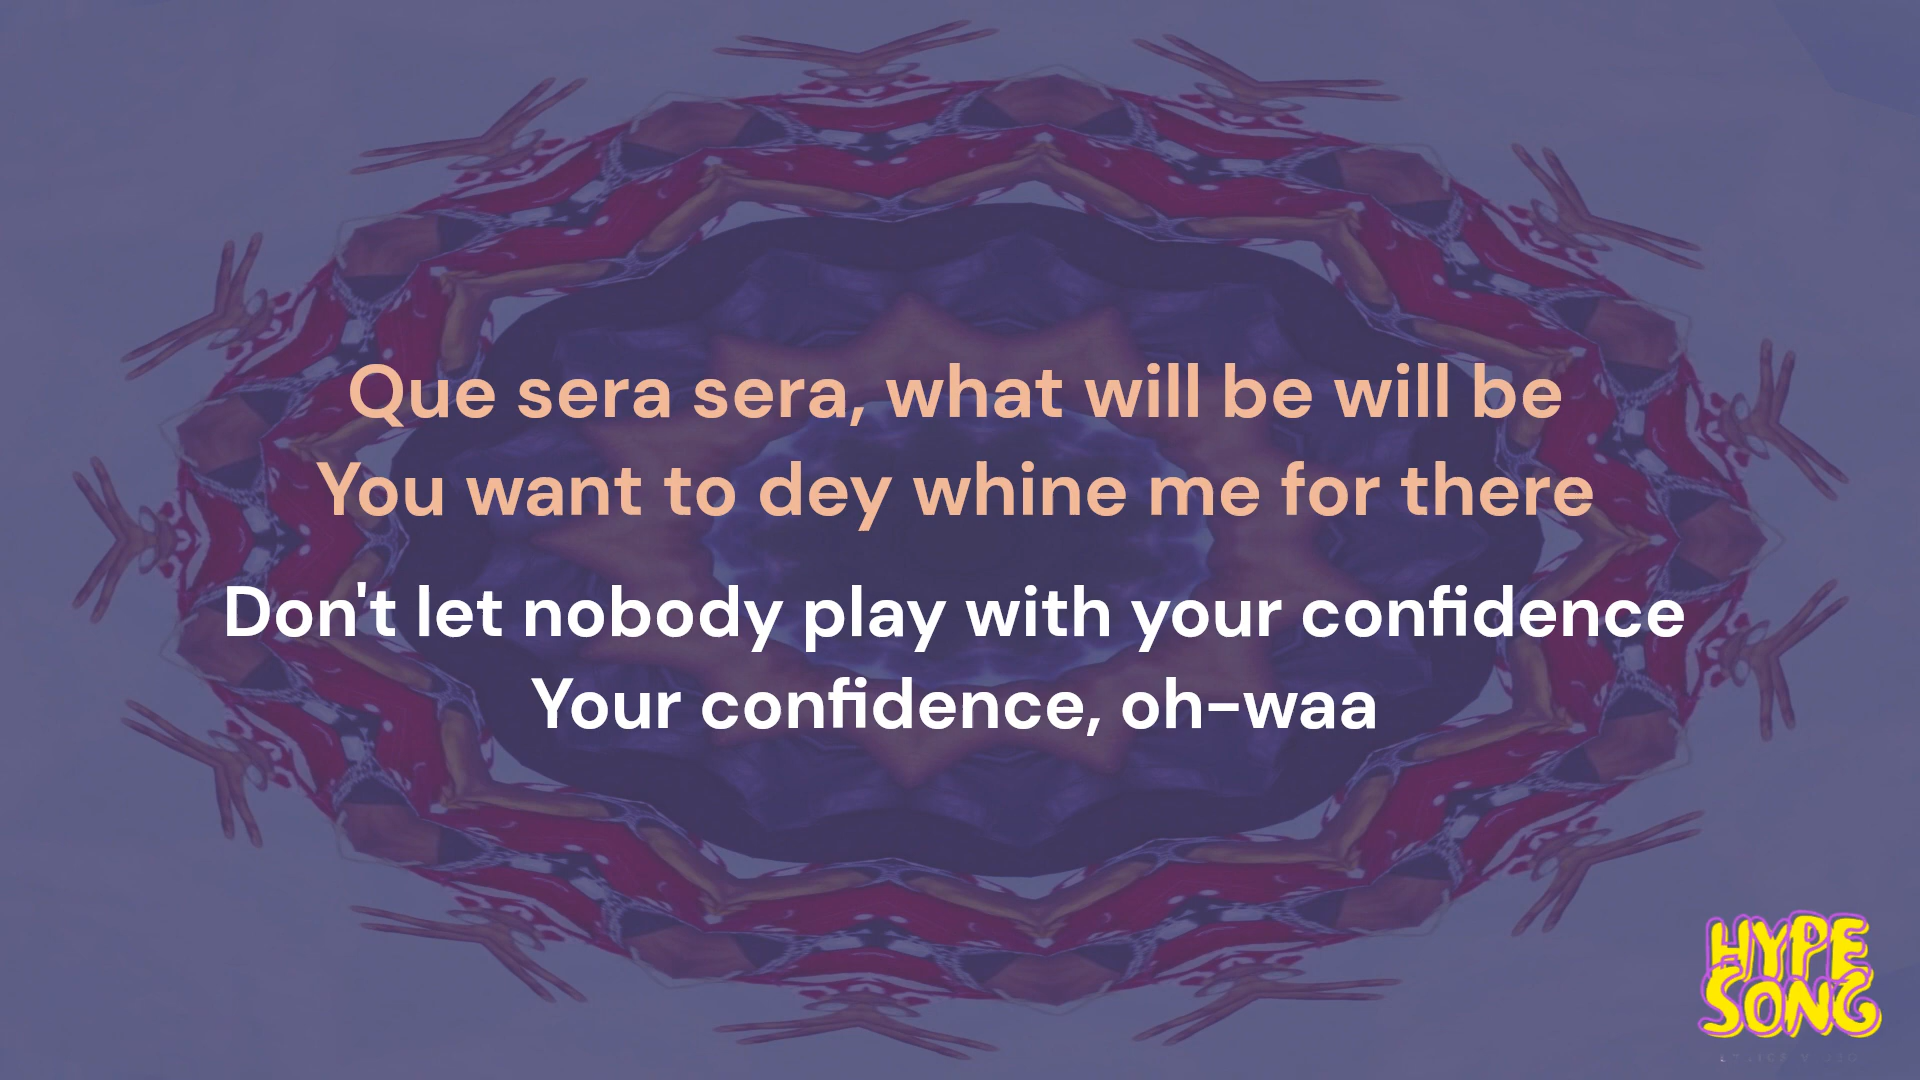 Que sera sera, what will be will be
You want to dey whine me for there
Don't let nobody play with your confidence
Your confidence, oh-waa
HYPE
SONG